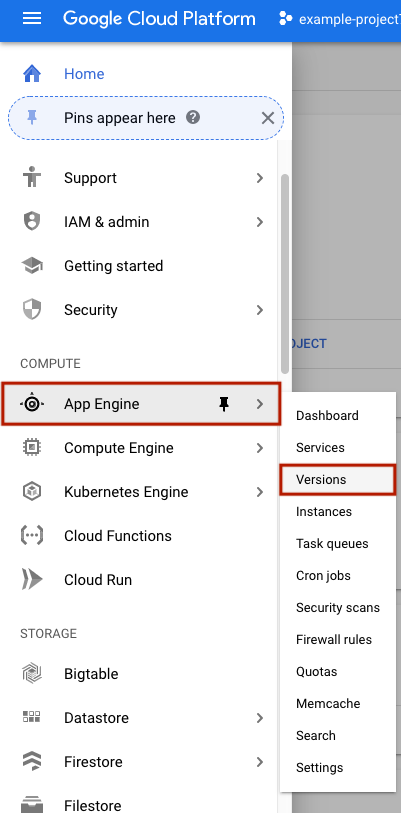 Google Cloud Platform
example-project
Home
Pins appear here
Support
IAM & admin
Getting started
Security
OJECT
COMPUTE
App Engine
Compute Engine
Kubernetes Engine
Cloud Functions
Cloud Run
STORAGE
Bigtable
Datastore
Firestore
Filestore
Dashboard
Services
Versions
Instances
Task queues
Cron jobs
Security scans
Firewall rules
Quotas
Memcache
Search
Settings